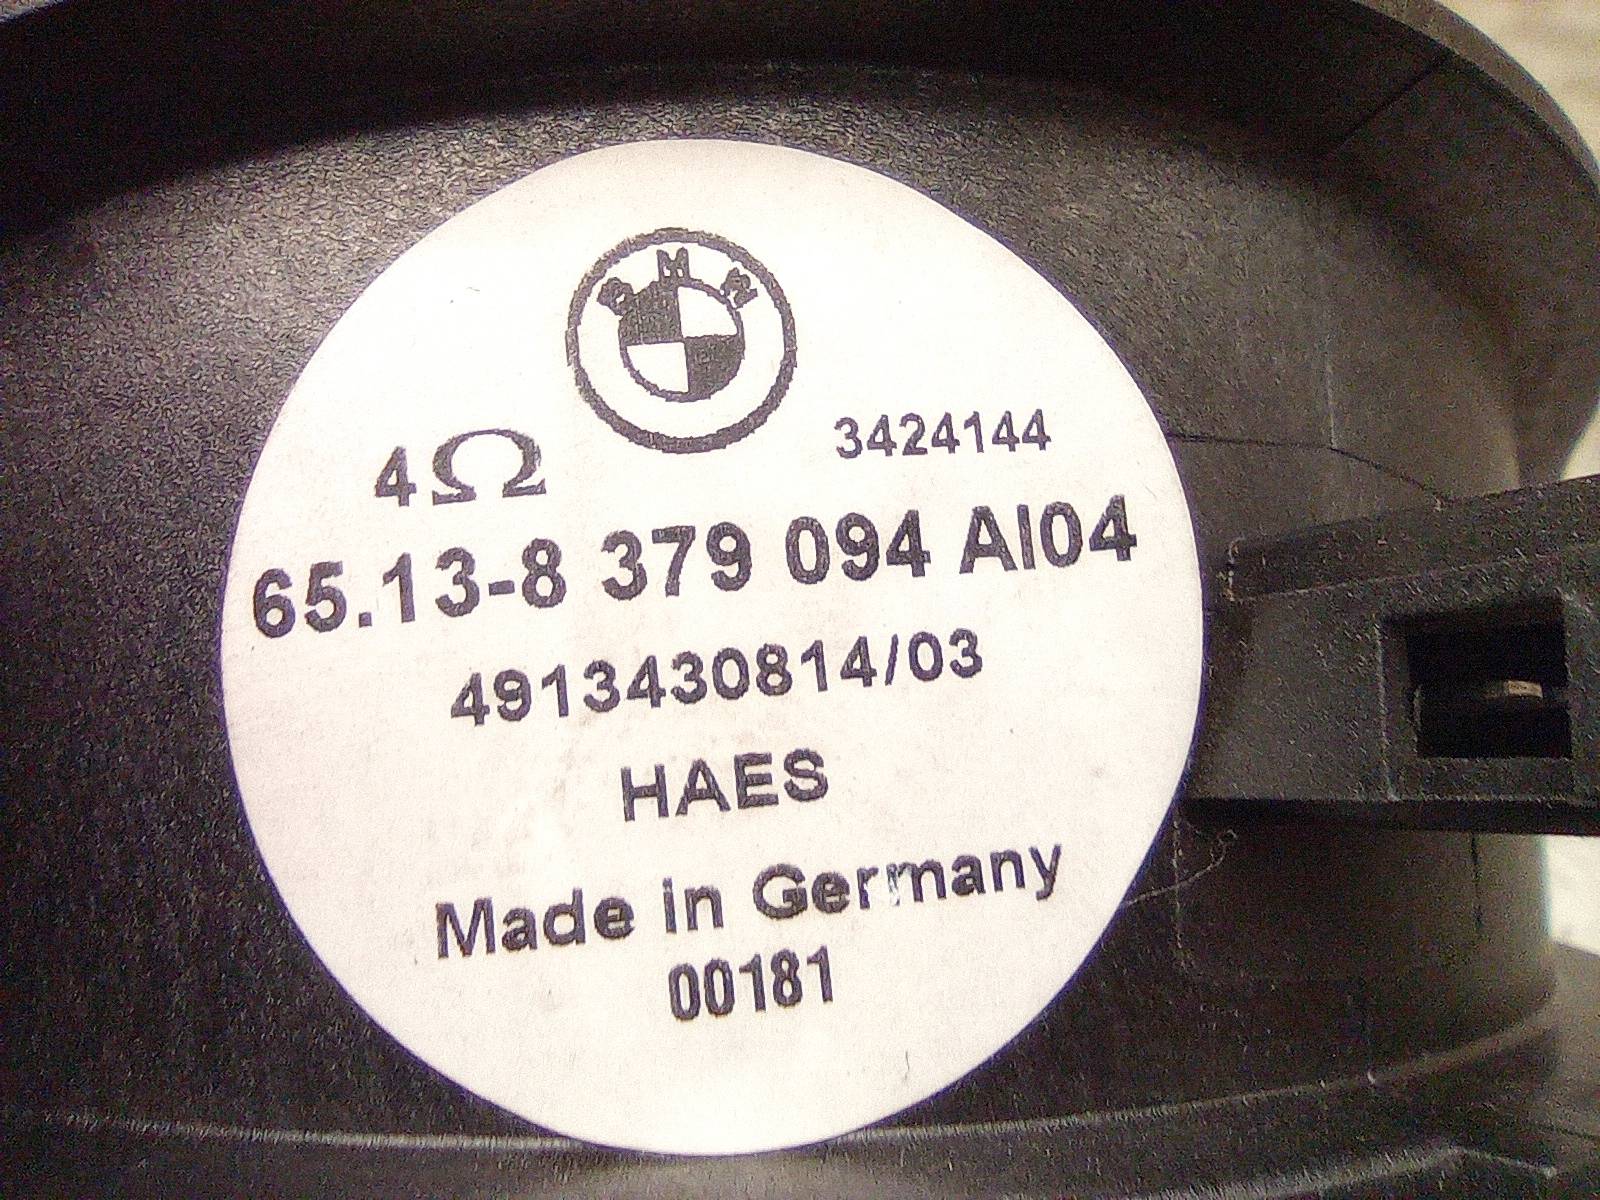 BMW
4Ω
3424144
65.13-8 379 094 AI04
4913430814/03
HAES
Made in Germany
00181